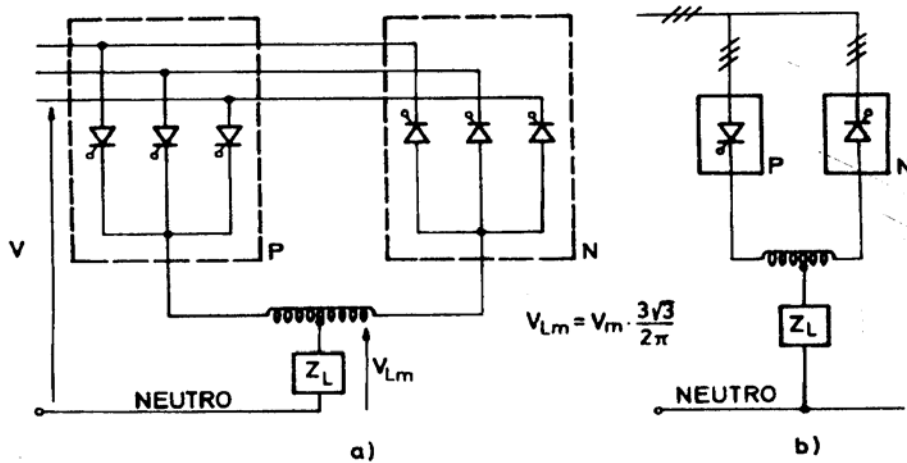 V
P
N
Z_L
V_Lm
NEUTRO
a)
V_Lm = V_m · 3√3 / 2π
P
N
Z_L
NEUTRO
b)